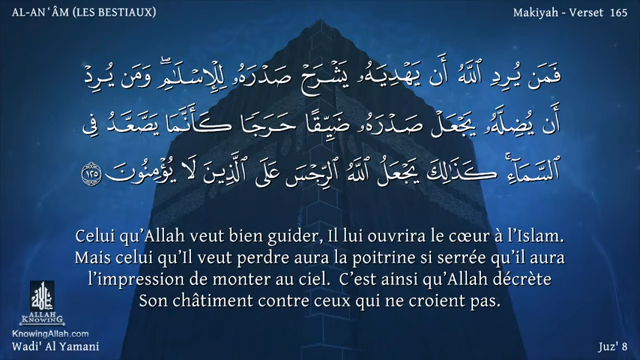 AL-AN'ÂM (LES BESTIAUX)
Makiyah - Verset 165
فَمَن يُرِدِ ٱللَّهُ أَن يَهْدِيَهُۥ يَشْرَحْ صَدْرَهُۥ لِلْإِسْلَٰمِ ۖ وَمَن يُرِدْ
أَن يُضِلَّهُۥ يَجْعَلْ صَدْرَهُۥ ضَيِّقًا حَرَجًا كَأَنَّمَا يَصَّعَّدُ فِى
ٱلسَّمَآءِ ۚ كَذَٰلِكَ يَجْعَلُ ٱللَّهُ ٱلرِّجْسَ عَلَى ٱلَّذِينَ لَا يُؤْمِنُونَ ١٢٥
Celui qu'Allah veut bien guider, Il lui ouvrira le cœur à l'Islam.
Mais celui qu'Il veut perdre aura la poitrine si serrée qu'il aura
l'impression de monter au ciel. C'est ainsi qu'Allah décrète
Son châtiment contre ceux qui ne croient pas.
ALLAH
KNOWING
KnowingAllah.com
Wadi' Al Yamani
Juz' 8